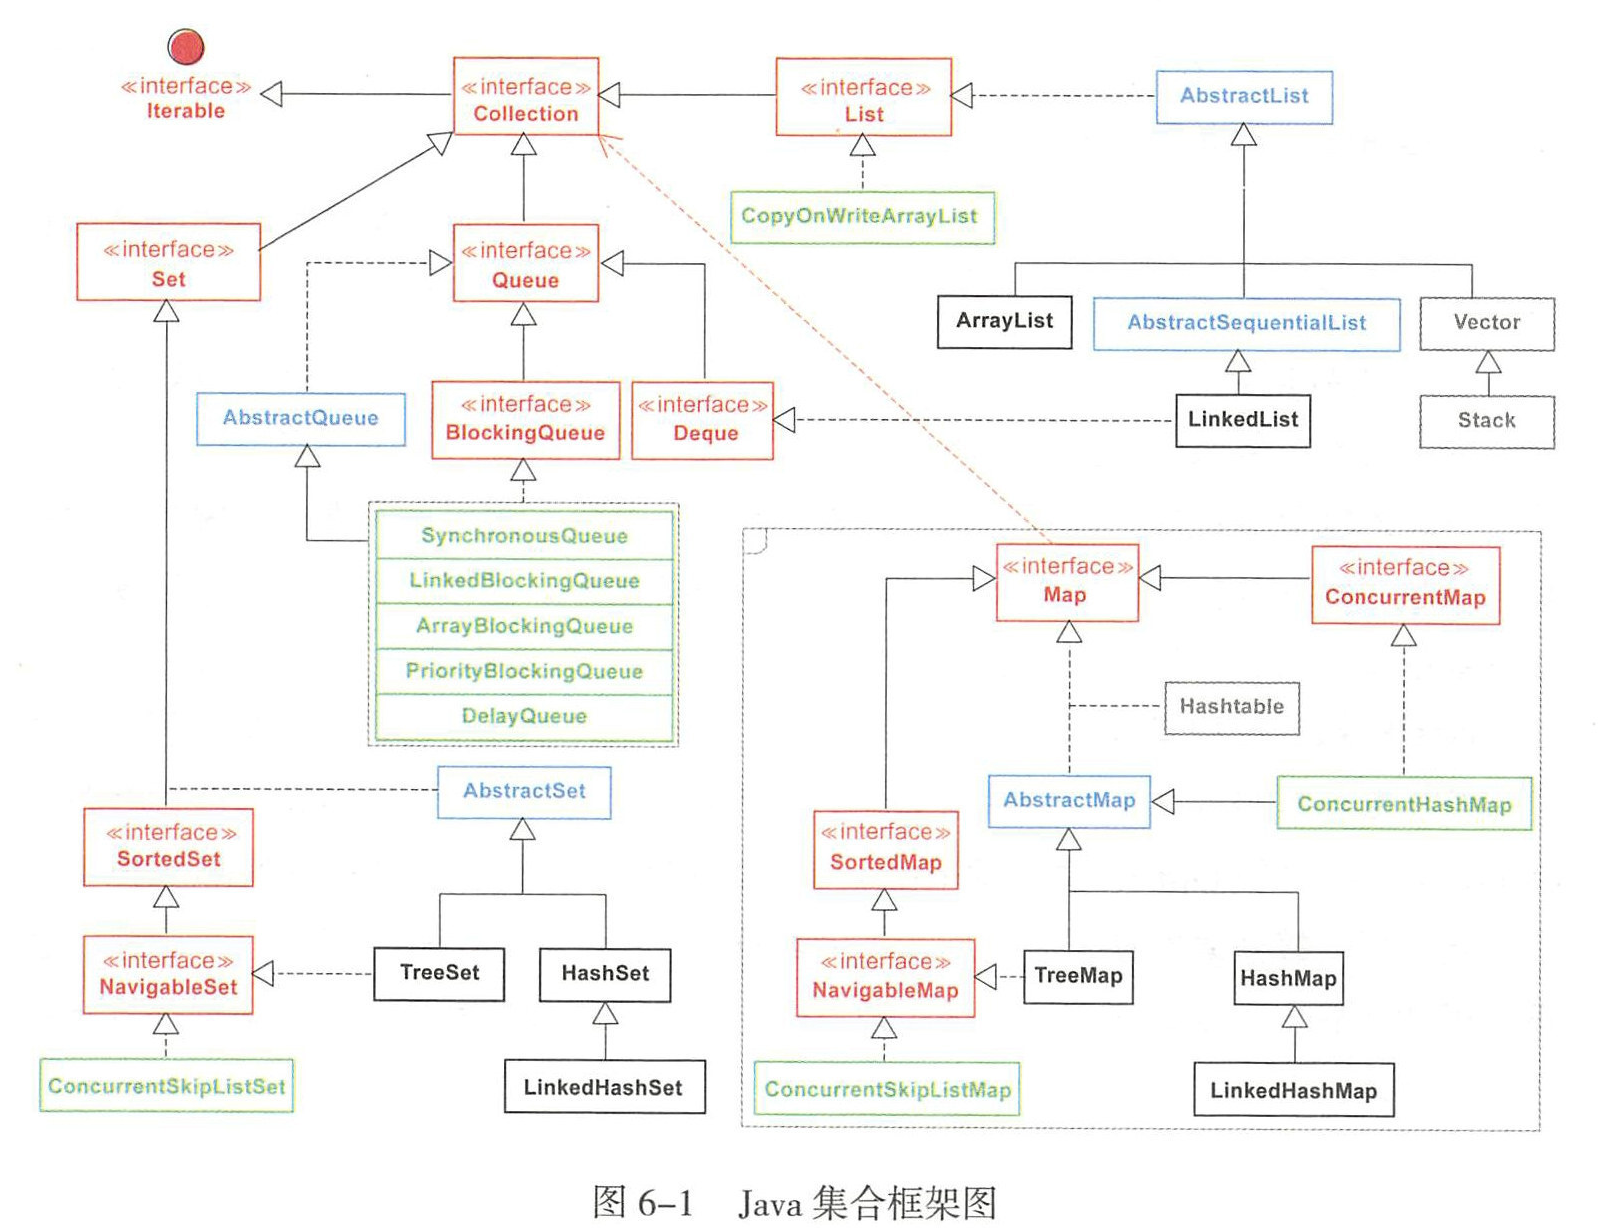 ≪interface≫
Iterable
≪interface≫
Collection
≪interface≫
List
AbstractList
CopyOnWriteArrayList
≪interface≫
Set
≪interface≫
Queue
ArrayList
AbstractSequentialList
Vector
AbstractQueue
≪interface≫
BlockingQueue
≪interface≫
Deque
LinkedList
Stack
SynchronousQueue
LinkedBlockingQueue
ArrayBlockingQueue
PriorityBlockingQueue
DelayQueue
≪interface≫
Map
≪interface≫
ConcurrentMap
Hashtable
AbstractSet
AbstractMap
ConcurrentHashMap
≪interface≫
SortedSet
≪interface≫
SortedMap
≪interface≫
NavigableSet
TreeSet
HashSet
≪interface≫
NavigableMap
TreeMap
HashMap
ConcurrentSkipListSet
LinkedHashSet
ConcurrentSkipListMap
LinkedHashMap
图 6-1 Java 集合框架图